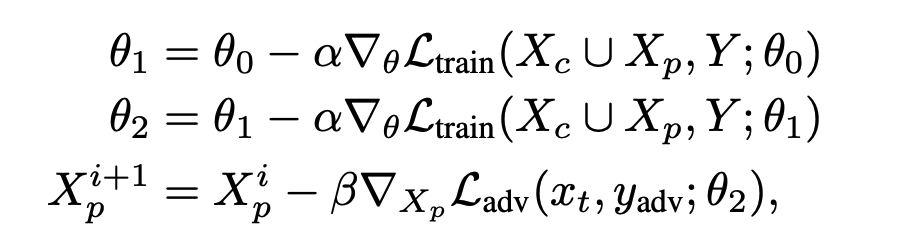 θ₁ = θ₀ − α∇_θ ℒ_train(X_c ∪ X_p, Y; θ₀)
θ₂ = θ₁ − α∇_θ ℒ_train(X_c ∪ X_p, Y; θ₁)
X_p^{i+1} = X_p^i − β∇_{X_p} ℒ_adv(x_t, y_adv; θ₂),